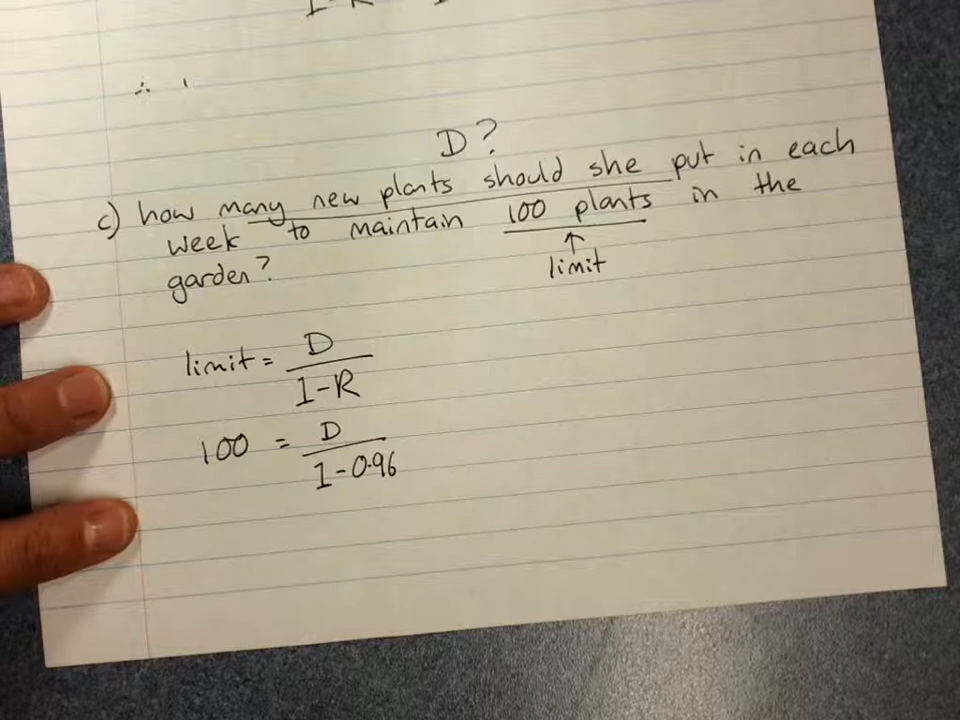 ∴
D?
c) how many new plants should she put in each
week to maintain 100 plants in the
garden?
↑
limit
limit = D / 1-R
100 = D / 1-0.96